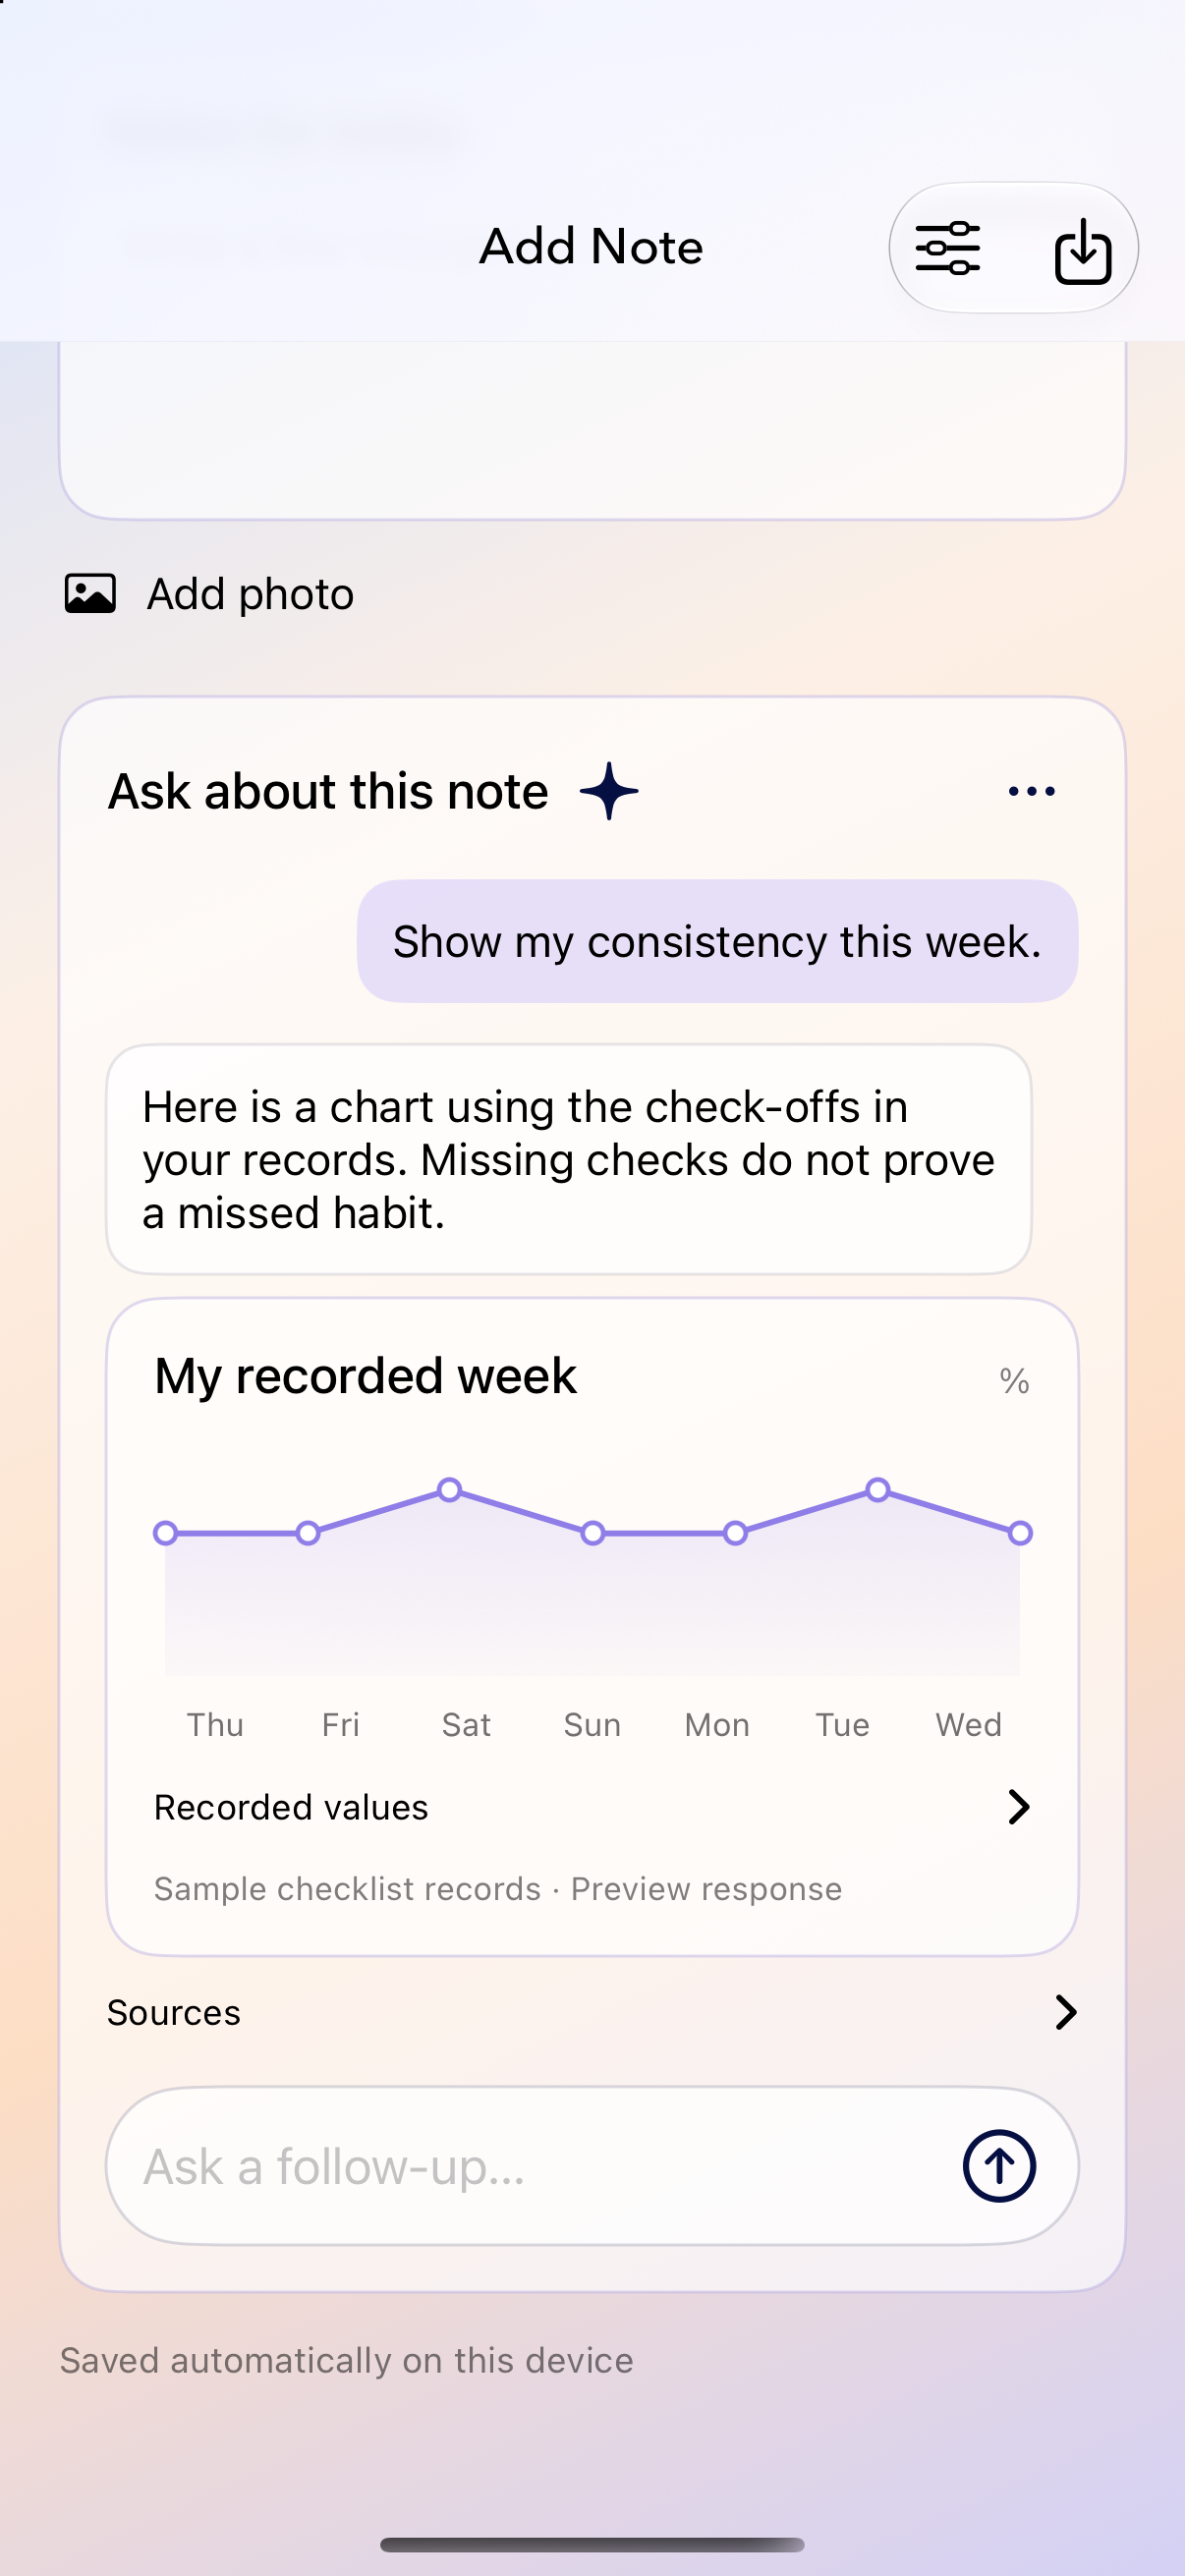 Add Note
Add photo
Ask about this note
Show my consistency this week.
Here is a chart using the check-offs in
your records. Missing checks do not prove
a missed habit.
My recorded week %
Thu Fri Sat Sun Mon Tue Wed
Recorded values
Sample checklist records · Preview response
Sources
Ask a follow-up...
Saved automatically on this device